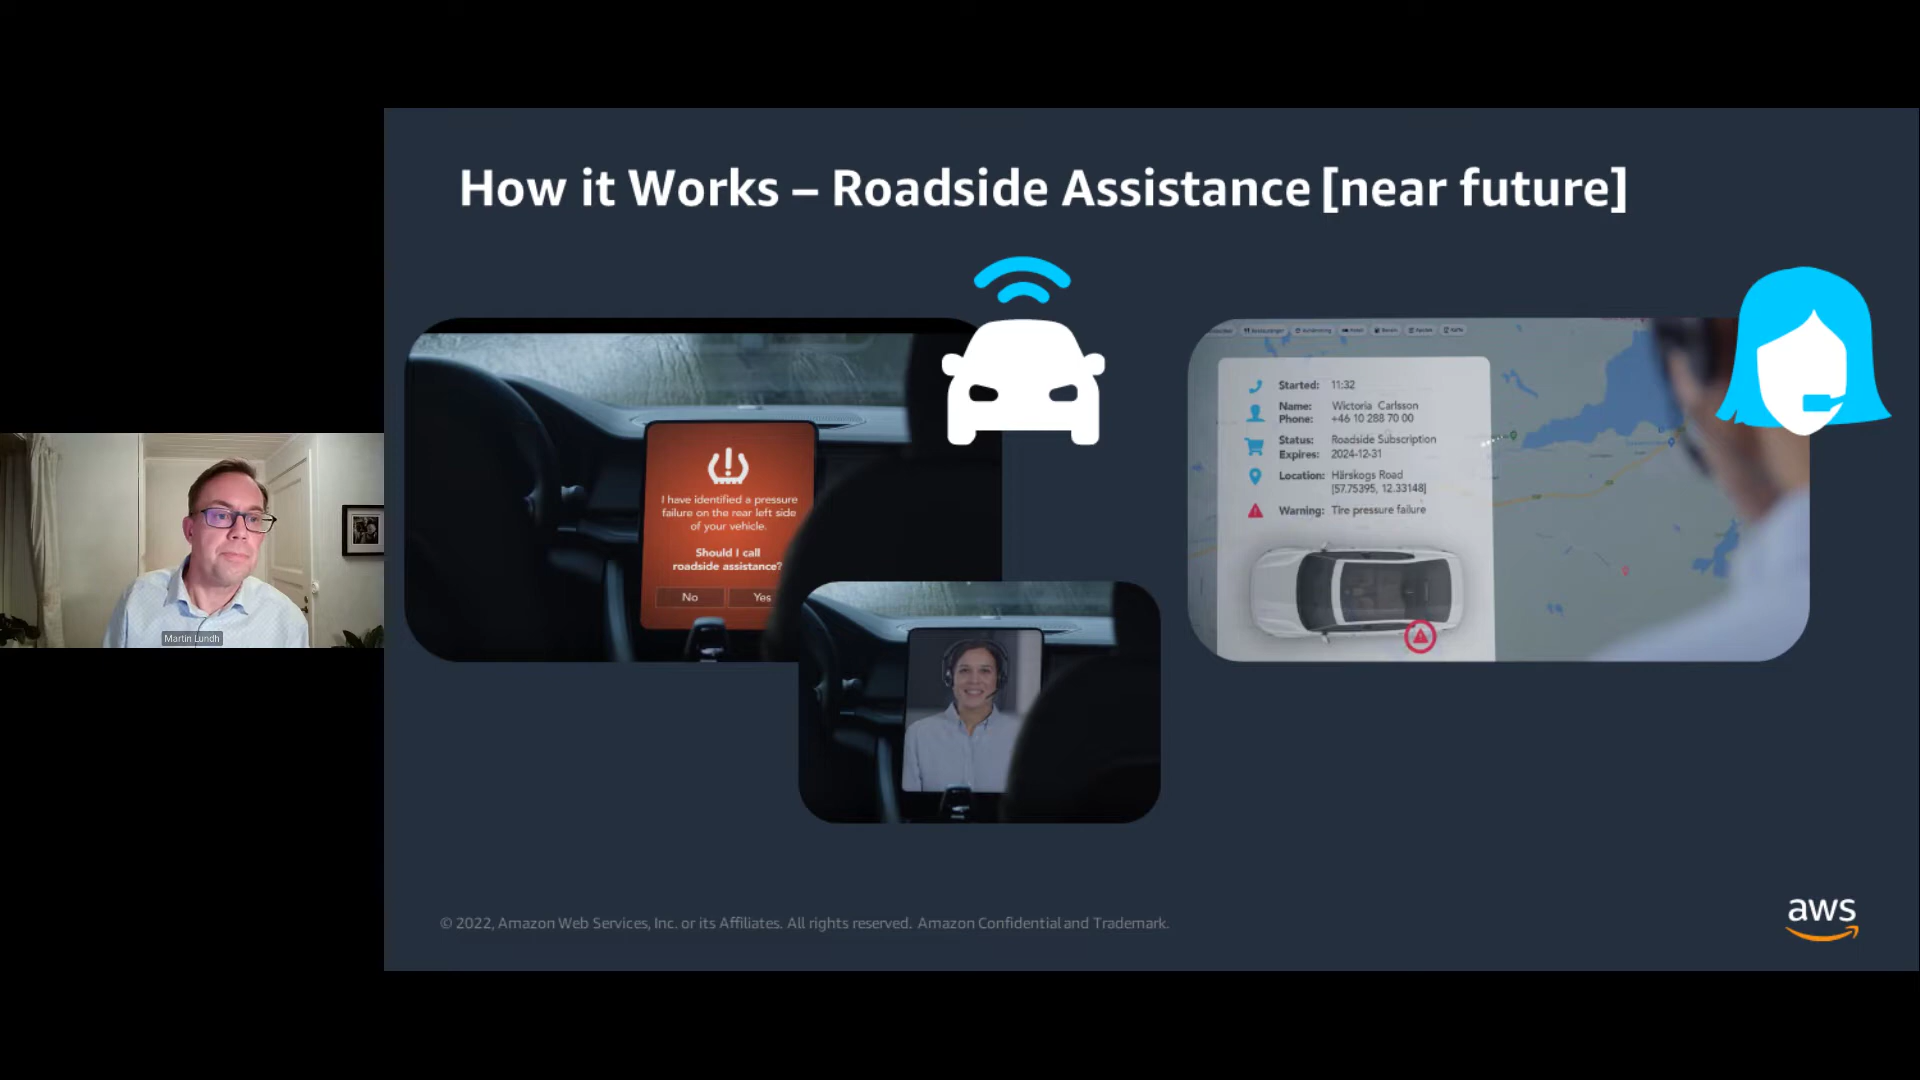 How it Works – Roadside Assistance [near future]
I have identified a pressure
failure on the rear left side
of your vehicle.
Should I call
roadside assistance?
No Yes
Started: 11:32
Name: Wictoria Carlsson
Phone: +46 10 288 70 00
Status: Roadside Subscription
Expires: 2024-12-31
Location: Härskogs Road
[57.75395, 12.33148]
Warning: Tire pressure failure
Martin Lundh
© 2022, Amazon Web Services, Inc. or its Affiliates. All rights reserved. Amazon Confidential and Trademark.
aws